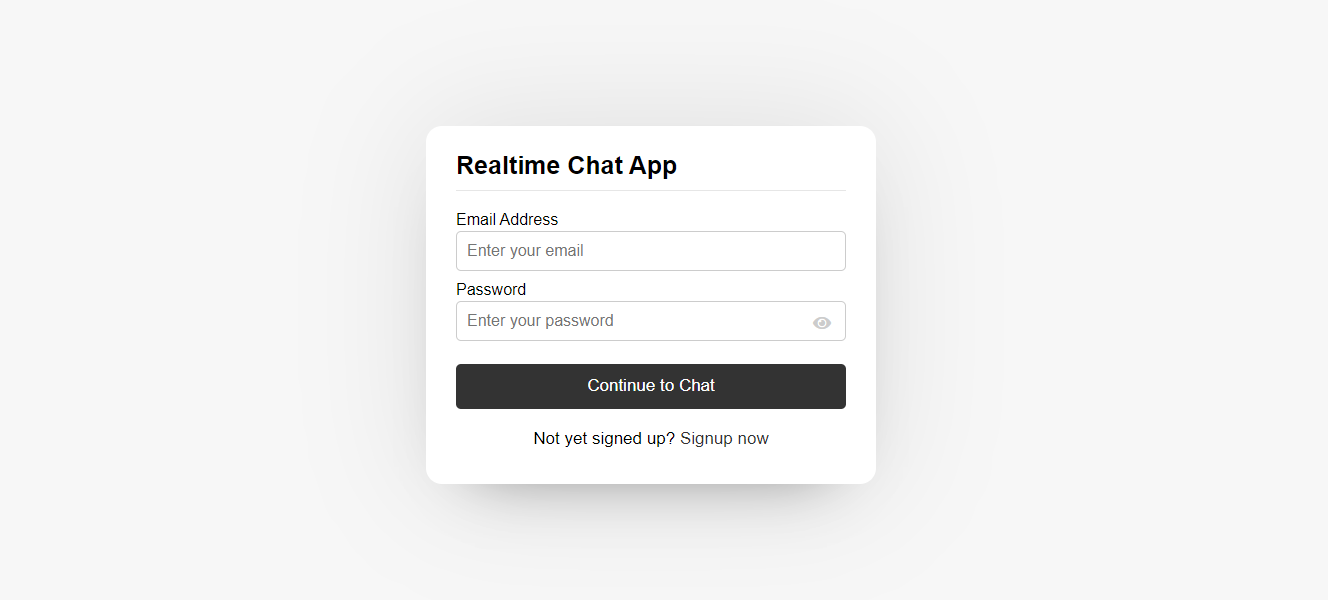 Realtime Chat App
Email Address
Enter your email
Password
Enter your password
Continue to Chat
Not yet signed up? Signup now